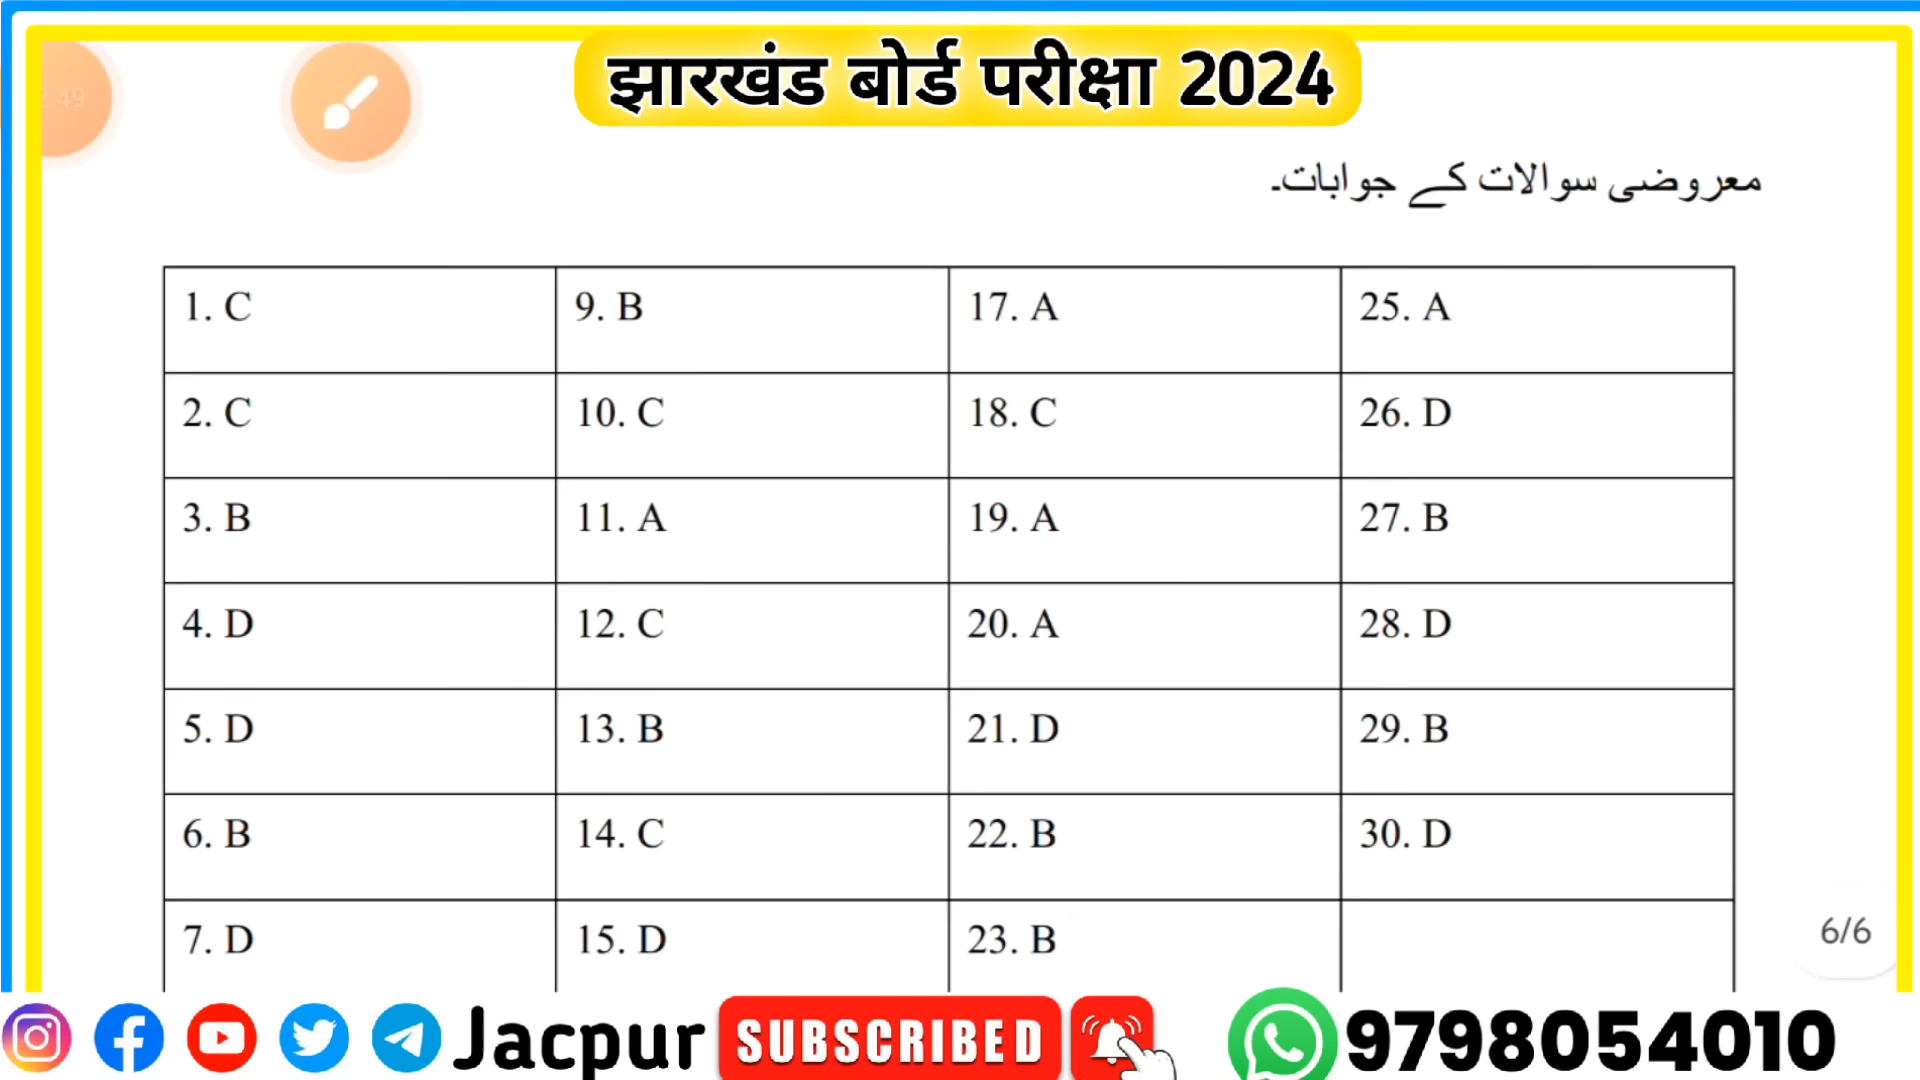 झारखंड बोर्ड परीक्षा 2024
2:49
معروضی سوالات کے جوابات۔
1. C 9. B 17. A 25. A
2. C 10. C 18. C 26. D
3. B 11. A 19. A 27. B
4. D 12. C 20. A 28. D
5. D 13. B 21. D 29. B
6. B 14. C 22. B 30. D
7. D 15. D 23. B
6/6
Jacpur SUBSCRIBED 9798054010